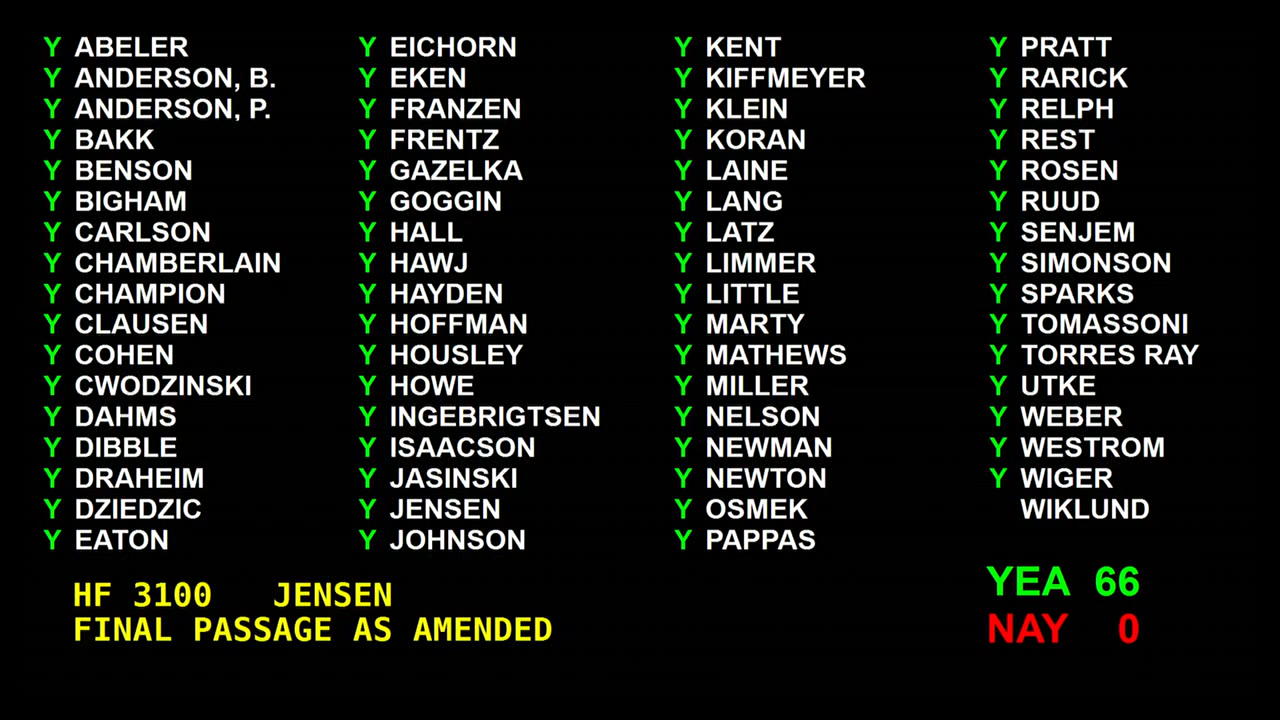 Y ABELER
Y ANDERSON, B.
Y ANDERSON, P.
Y BAKK
Y BENSON
Y BIGHAM
Y CARLSON
Y CHAMBERLAIN
Y CHAMPION
Y CLAUSEN
Y COHEN
Y CWODZINSKI
Y DAHMS
Y DIBBLE
Y DRAHEIM
Y DZIEDZIC
Y EATON
Y EICHORN
Y EKEN
Y FRANZEN
Y FRENTZ
Y GAZELKA
Y GOGGIN
Y HALL
Y HAWJ
Y HAYDEN
Y HOFFMAN
Y HOUSLEY
Y HOWE
Y INGEBRIGTSEN
Y ISAACSON
Y JASINSKI
Y JENSEN
Y JOHNSON
Y KENT
Y KIFFMEYER
Y KLEIN
Y KORAN
Y LAINE
Y LANG
Y LATZ
Y LIMMER
Y LITTLE
Y MARTY
Y MATHEWS
Y MILLER
Y NELSON
Y NEWMAN
Y NEWTON
Y OSMEK
Y PAPPAS
Y PRATT
Y RARICK
Y RELPH
Y REST
Y ROSEN
Y RUUD
Y SENJEM
Y SIMONSON
Y SPARKS
Y TOMASSONI
Y TORRES RAY
Y UTKE
Y WEBER
Y WESTROM
Y WIGER
WIKLUND
HF 3100 JENSEN
FINAL PASSAGE AS AMENDED
YEA 66
NAY 0